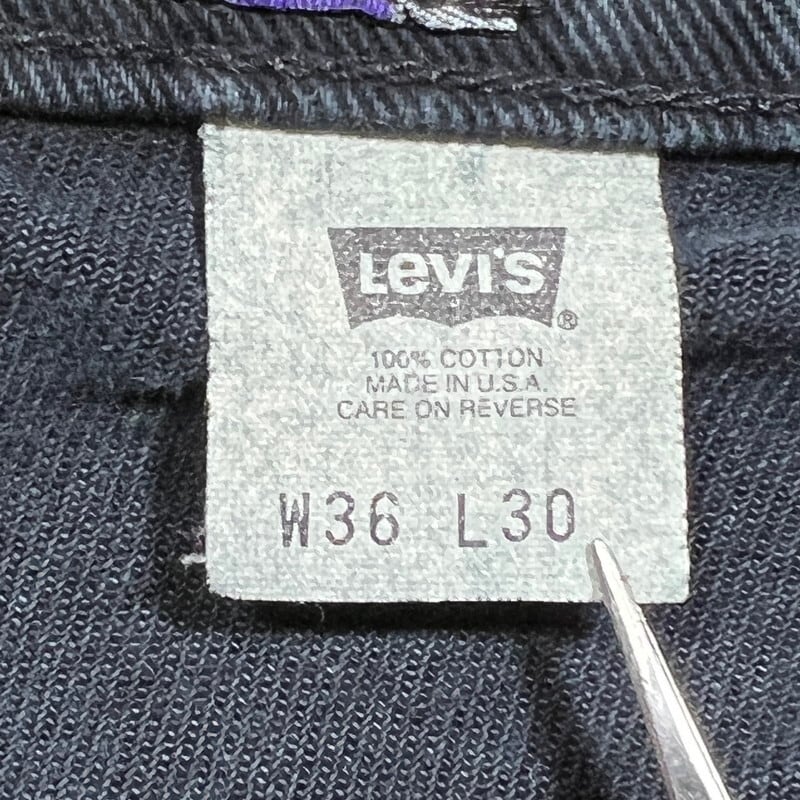 Levi's ®
100% COTTON
MADE IN U.S.A.
CARE ON REVERSE
W36 L30